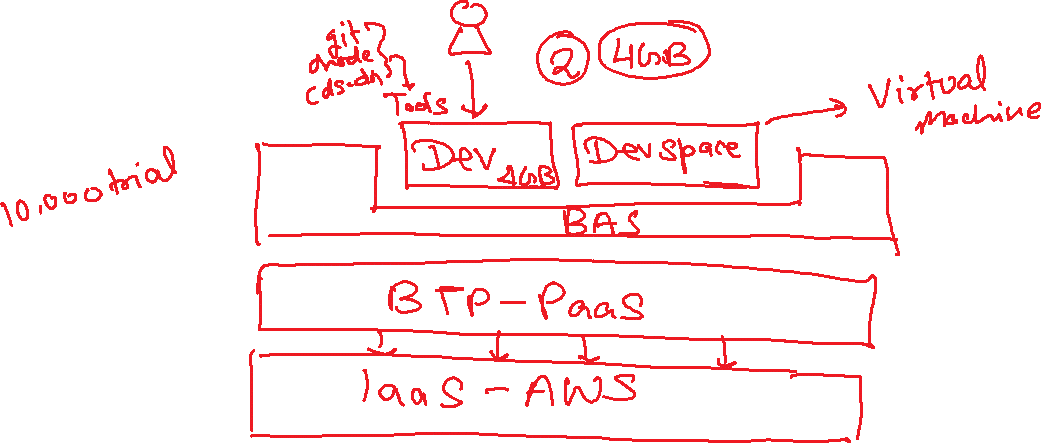 git
node
cds-dk
Tools
2
4GB
Virtual
Machine
Dev
4GB
Devspace
10,000 trial
BAS
BTP-PaaS
IaaS-AWS